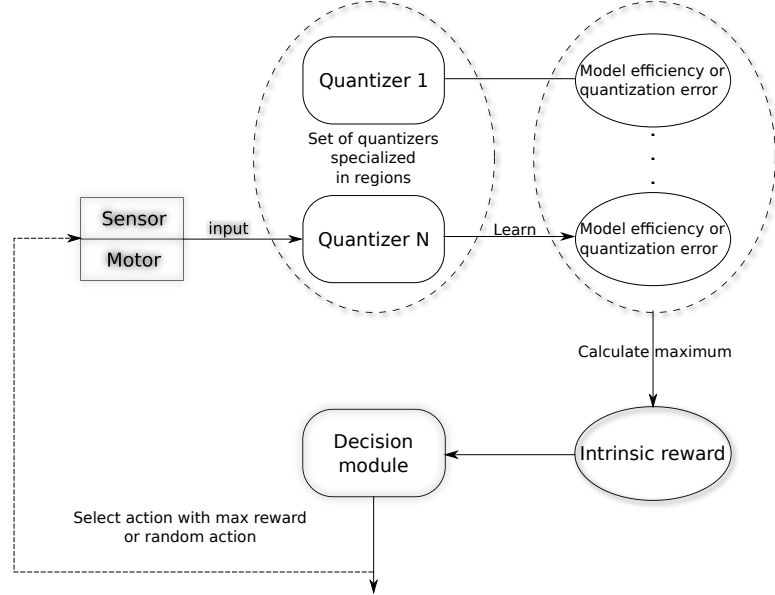 Quantizer 1
Model efficiency or
quantization error
Set of quantizers
specialized
in regions
.
.
.
Sensor
Motor
input
Quantizer N
Learn
Model efficiency or
quantization error
Calculate maximum
Decision
module
Intrinsic reward
Select action with max reward
or random action